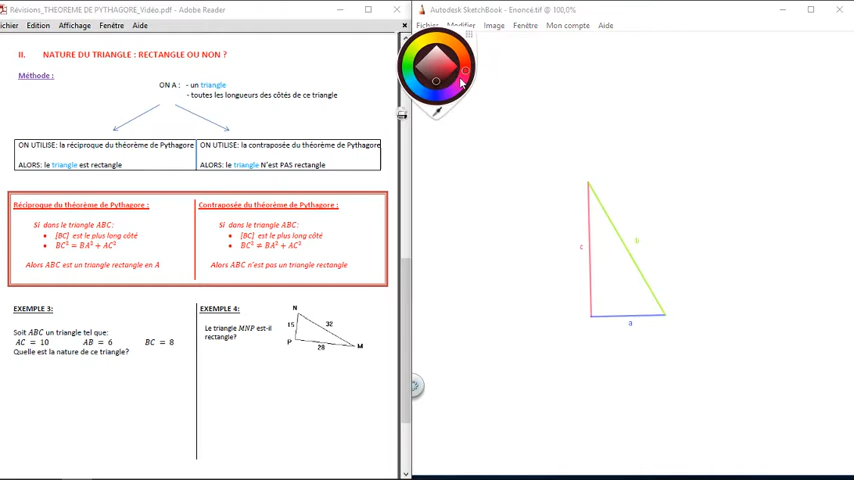 Révisions_THEOREME DE PYTHAGORE_Vidéo.pdf - Adobe Reader
ichier Edition Affichage Fenêtre Aide
II. NATURE DU TRIANGLE : RECTANGLE OU NON ?
Méthode :
ON A : - un triangle
- toutes les longueurs des côtés de ce triangle
ON UTILISE: la réciproque du théorème de Pythagore
ALORS: le triangle est rectangle
ON UTILISE: la contraposée du théorème de Pythagore
ALORS: le triangle N'est PAS rectangle
Réciproque du théorème de Pythagore :
Si dans le triangle ABC:
• [BC] est le plus long côté
• BC² = BA² + AC²
Alors ABC est un triangle rectangle en A
Contraposée du théorème de Pythagore :
Si dans le triangle ABC:
• [BC] est le plus long côté
• BC² ≠ BA² + AC²
Alors ABC n'est pas un triangle rectangle
EXEMPLE 3:
Soit ABC un triangle tel que:
AC = 10 AB = 6 BC = 8
Quelle est la nature de ce triangle?
EXEMPLE 4:
Le triangle MNP est-il
rectangle?
N
15
32
P
28
M
Autodesk SketchBook - Enoncé.tif @ 100,0%
Fichier Modifier Image Fenêtre Mon compte Aide
c
b
a